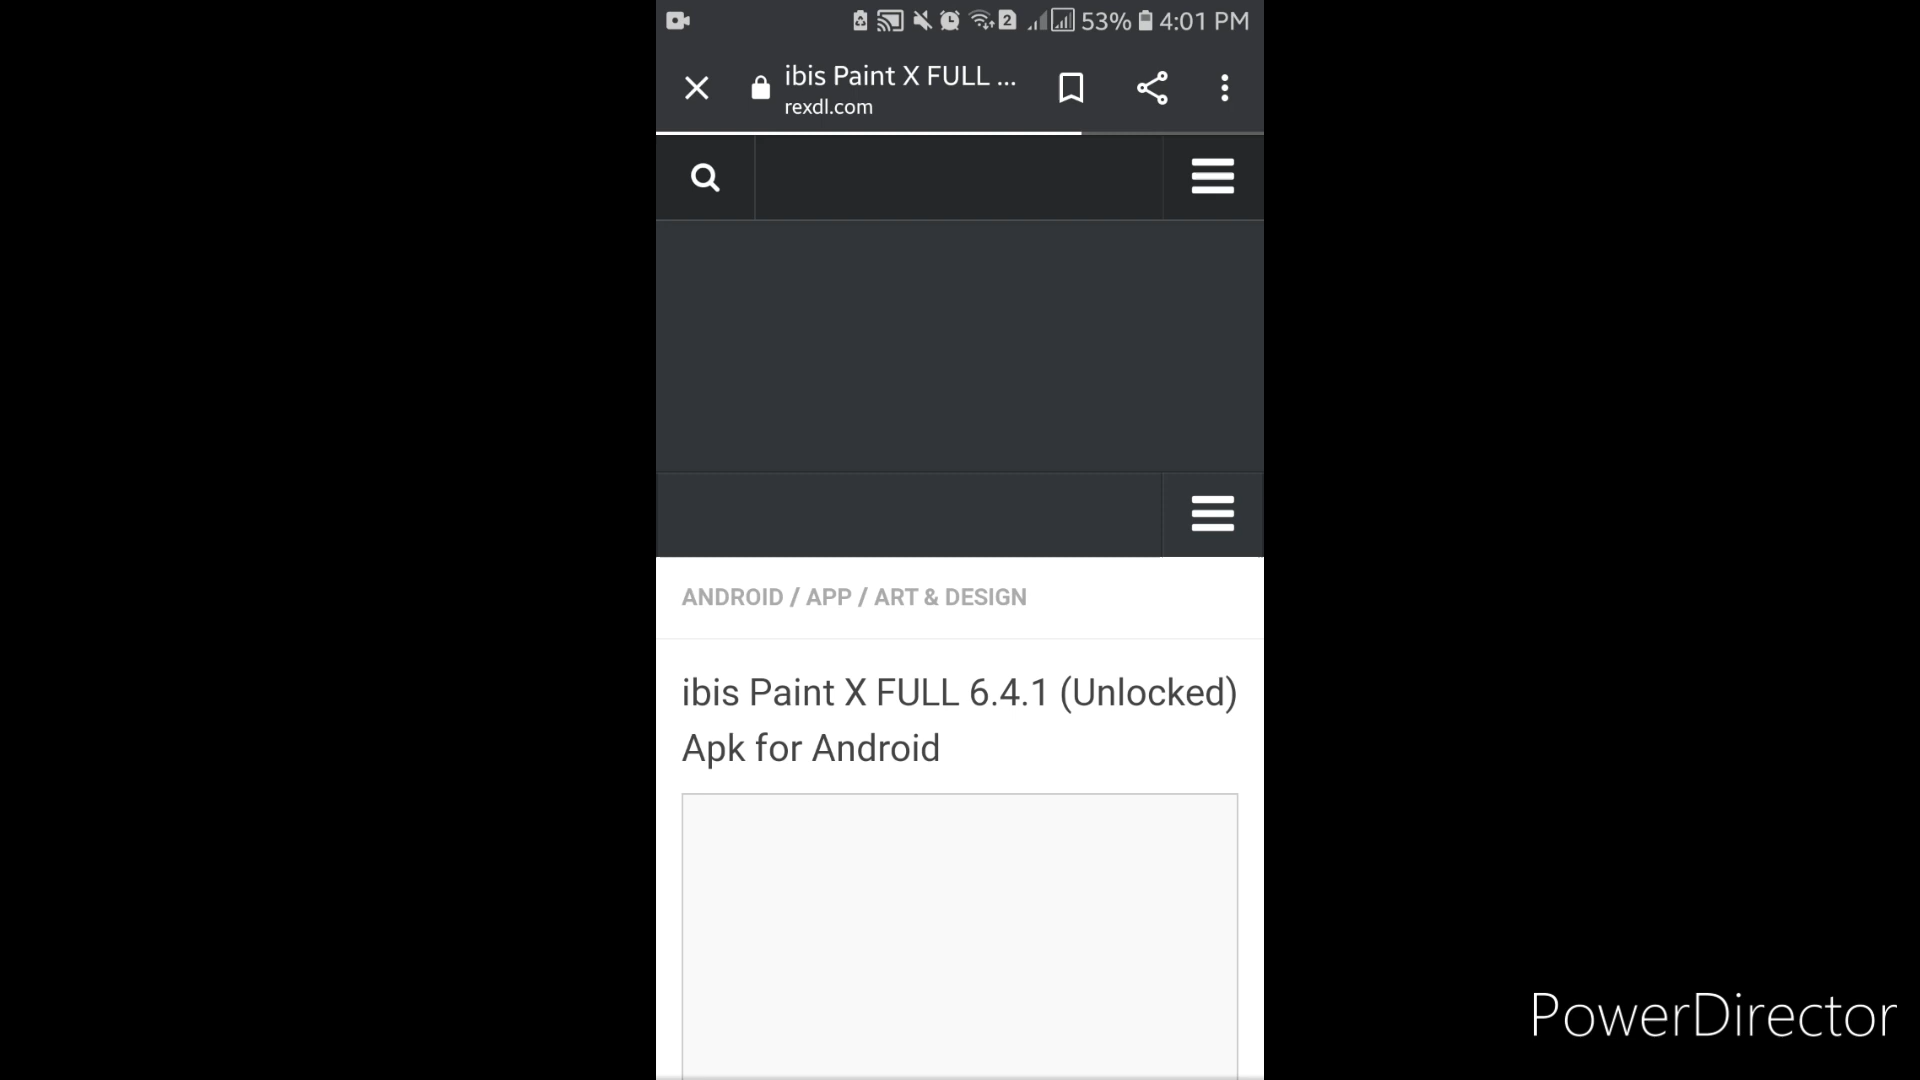 2 53% 4:01 PM
ibis Paint X FULL ...
rexdl.com
ANDROID / APP / ART & DESIGN
ibis Paint X FULL 6.4.1 (Unlocked)
Apk for Android
PowerDirector